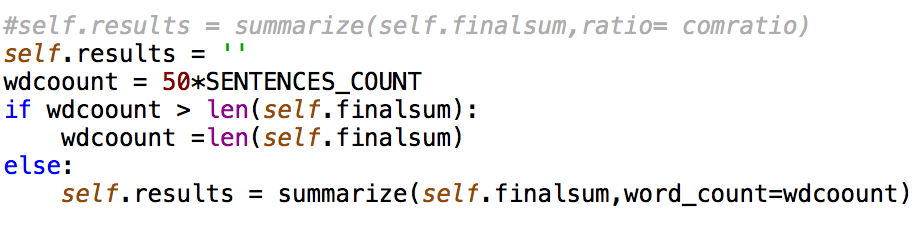 #self.results = summarize(self.finalsum,ratio= comratio)
self.results = ''
wdcoount = 50*SENTENCES_COUNT
if wdcoount > len(self.finalsum):
    wdcoount =len(self.finalsum)
else:
    self.results = summarize(self.finalsum,word_count=wdcoount)